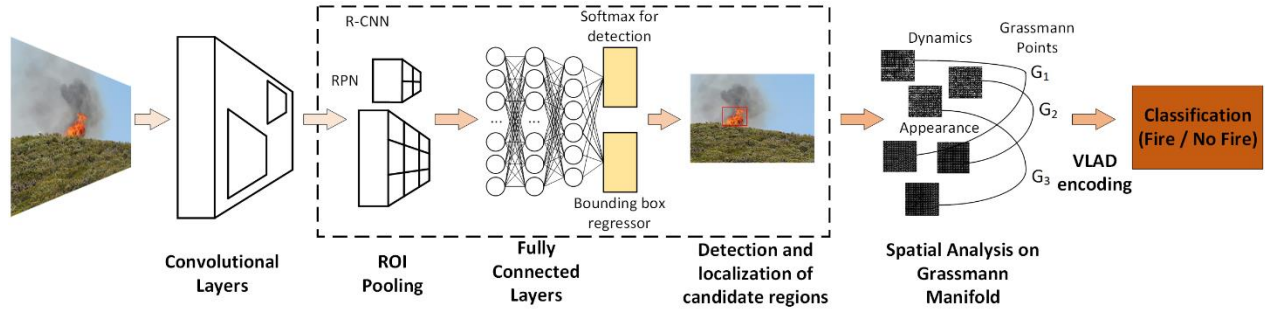 R-CNN
RPN
Softmax for
detection
...
...
...
...
Bounding box
regressor
Dynamics
Appearance
Grassmann
Points
G1
G2
G3
VLAD
encoding
Classification
(Fire / No Fire)
Convolutional
Layers
ROI
Pooling
Fully
Connected
Layers
Detection and
localization of
candidate regions
Spatial Analysis on
Grassmann
Manifold